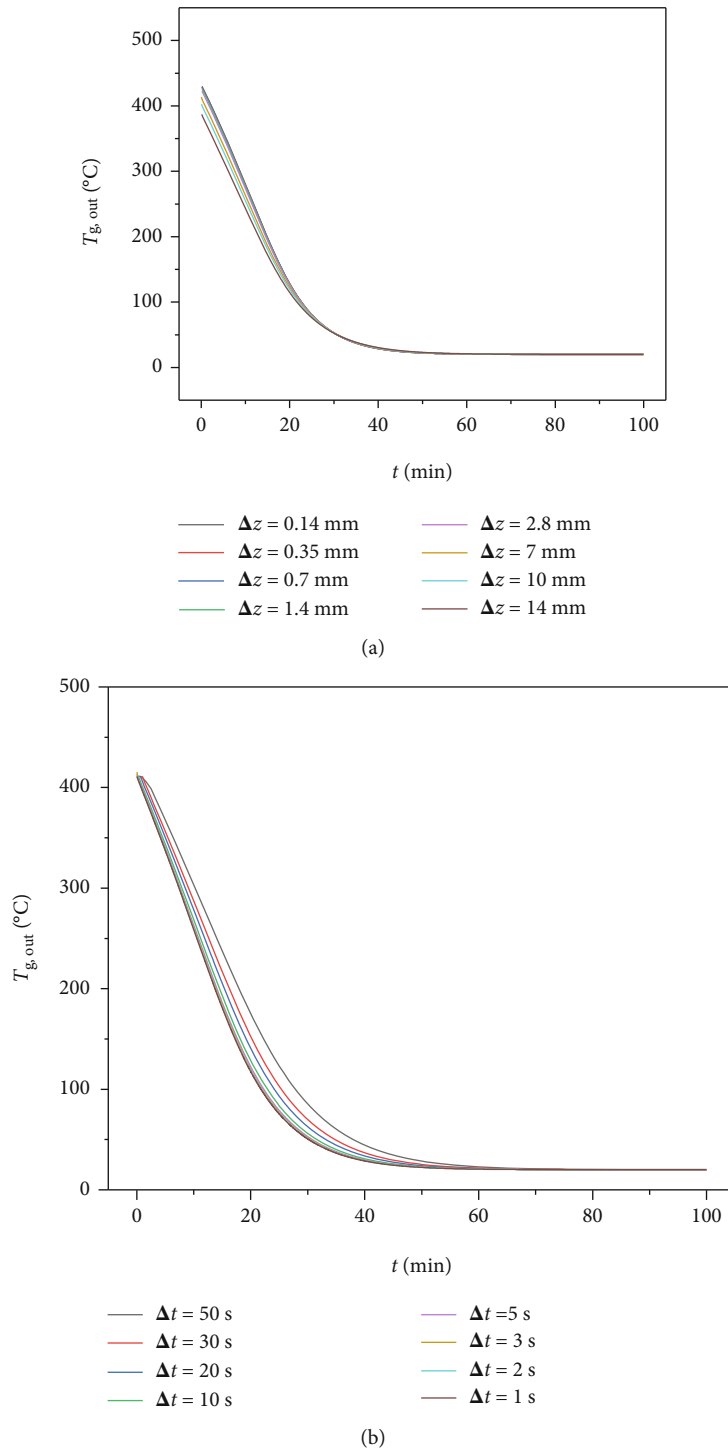 500
400
300
200
100
0
T g, out (°C)
0 20 40 60 80 100
t (min)
Δz = 0.14 mm Δz = 2.8 mm
Δz = 0.35 mm Δz = 7 mm
Δz = 0.7 mm Δz = 10 mm
Δz = 1.4 mm Δz = 14 mm
(a)
500
400
300
200
100
0
T g, out (°C)
0 20 40 60 80 100
t (min)
Δt = 50 s Δt =5 s
Δt = 30 s Δt = 3 s
Δt = 20 s Δt = 2 s
Δt = 10 s Δt = 1 s
(b)